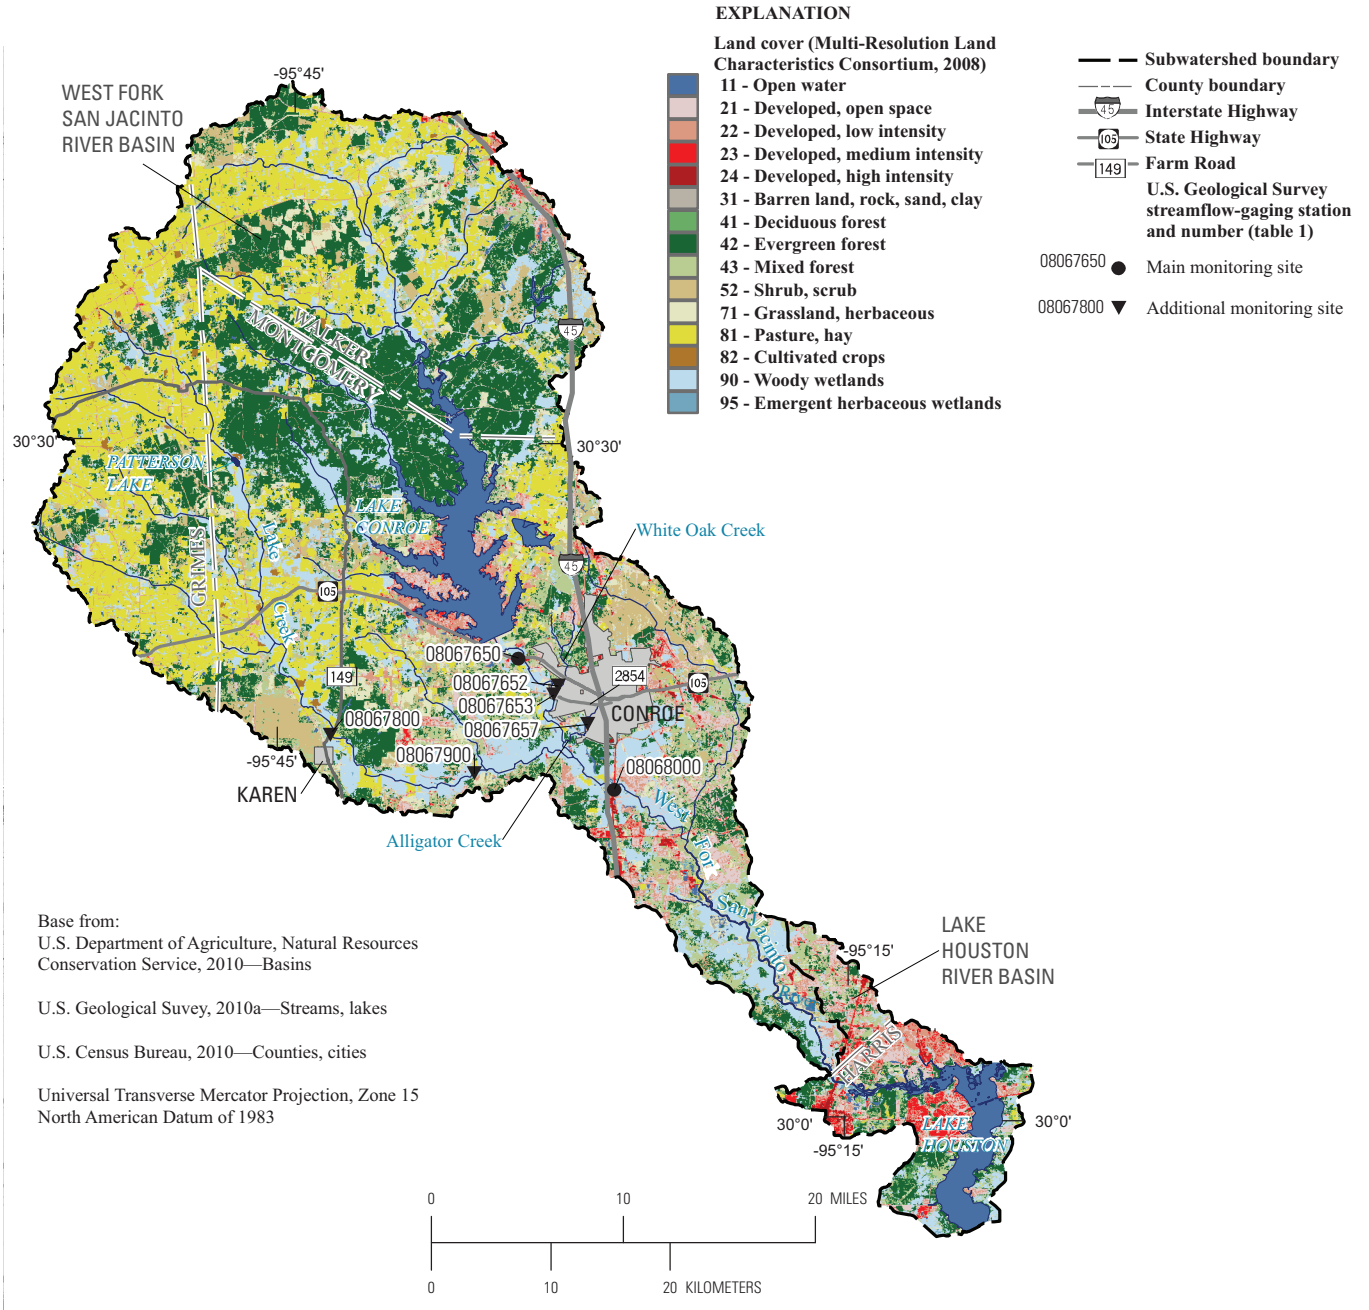 EXPLANATION
Land cover (Multi-Resolution Land
Characteristics Consortium, 2008)
11 - Open water
21 - Developed, open space
22 - Developed, low intensity
23 - Developed, medium intensity
24 - Developed, high intensity
31 - Barren land, rock, sand, clay
41 - Deciduous forest
42 - Evergreen forest
43 - Mixed forest
52 - Shrub, scrub
71 - Grassland, herbaceous
81 - Pasture, hay
82 - Cultivated crops
90 - Woody wetlands
95 - Emergent herbaceous wetlands
Subwatershed boundary
County boundary
45 Interstate Highway
105 State Highway
149 Farm Road
U.S. Geological Survey
streamflow-gaging station
and number (table 1)
08067650 Main monitoring site
08067800 Additional monitoring site
-95°45'
WEST FORK
SAN JACINTO
RIVER BASIN
WALKER
MONTGOMERY
45
30°30'
30°30'
PATTERSON
LAKE
LAKE
CONROE
GRIMES
Lake
Creek
White Oak Creek
45
105
08067650
149
08067652
2854
105
08067653
CONROE
08067800
08067657
-95°45'
08067900
08068000
KAREN
West
For
Alligator Creek
San Jacinto
River
LAKE
HOUSTON
RIVER BASIN
-95°15'
HARRIS
30°0'
30°0'
-95°15'
LAKE
HOUSTON
Base from:
U.S. Department of Agriculture, Natural Resources
Conservation Service, 2010—Basins
U.S. Geological Suvey, 2010a—Streams, lakes
U.S. Census Bureau, 2010—Counties, cities
Universal Transverse Mercator Projection, Zone 15
North American Datum of 1983
0 10 20 MILES
0 10 20 KILOMETERS